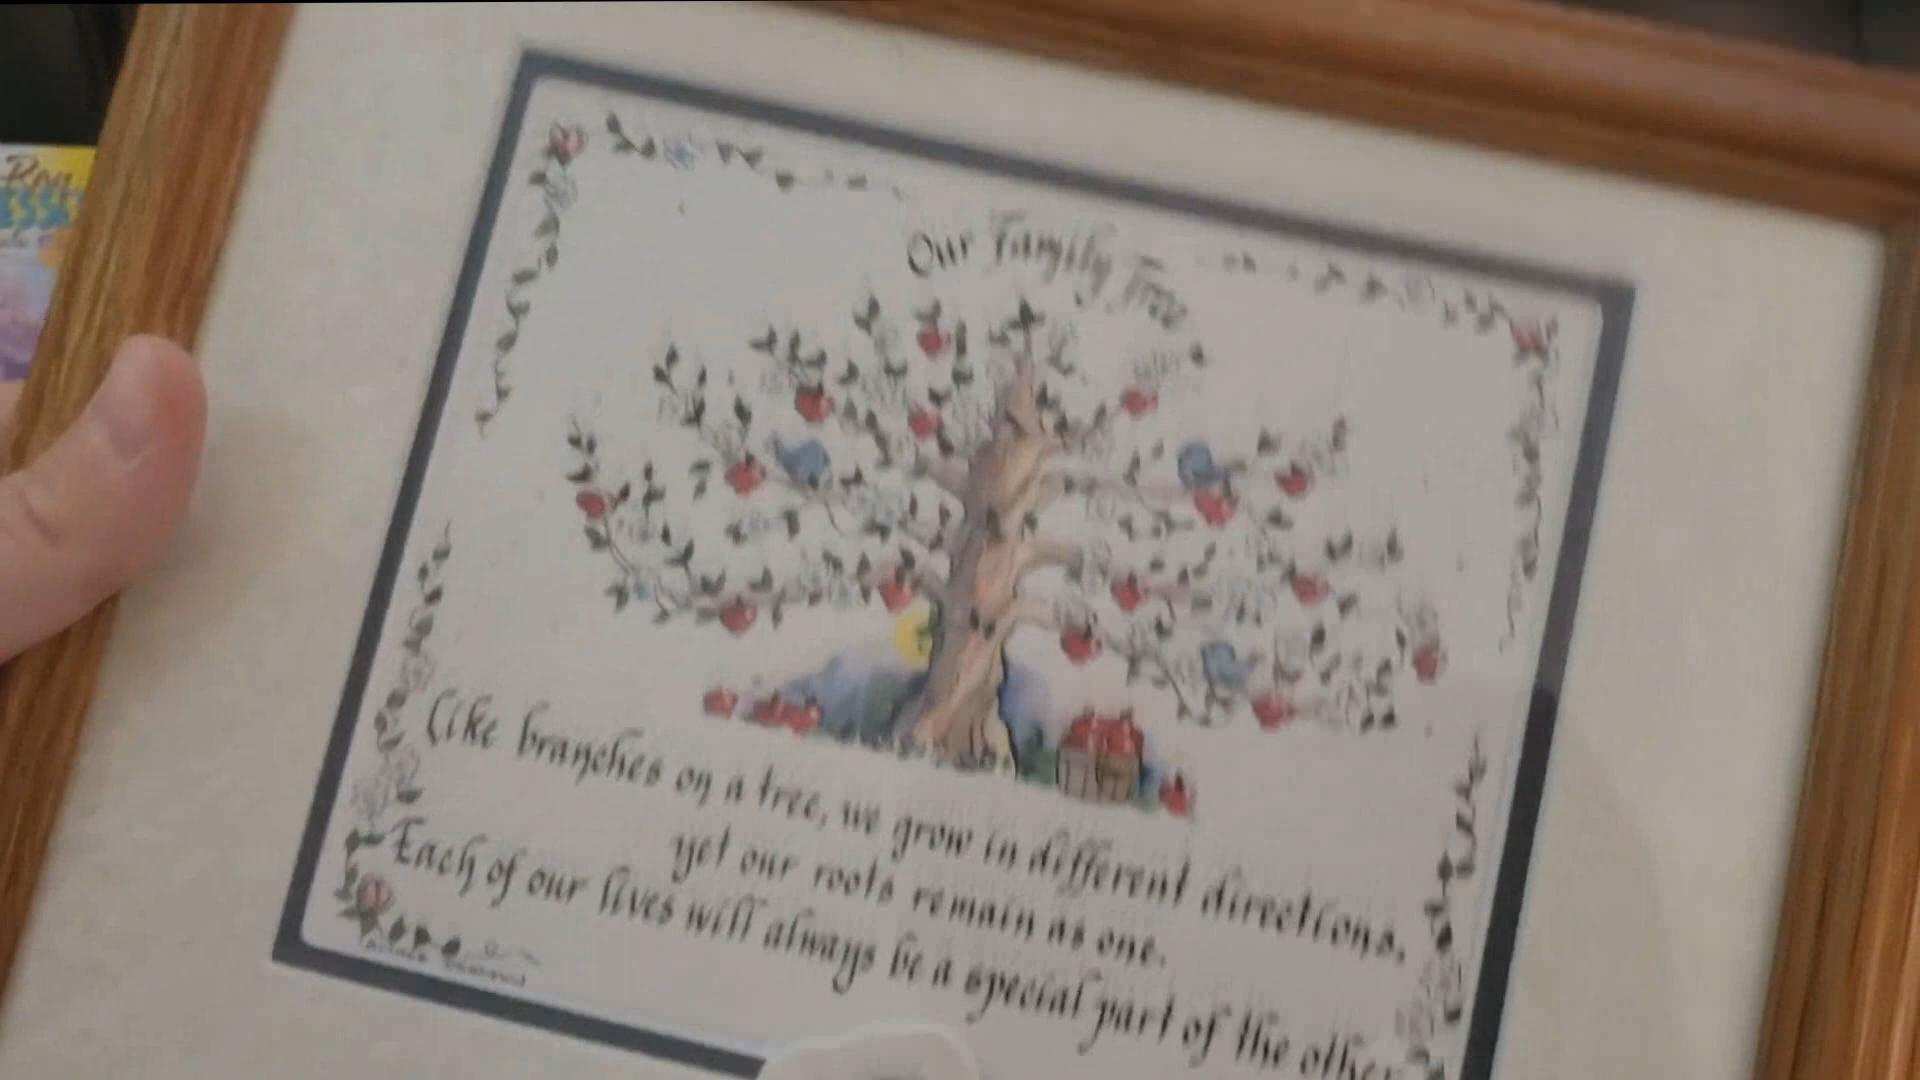 Ray
Our Family Tree
Like branches on a tree, we grow in different directions,
yet our roots remain as one.
Each of our lives will always be a special part of the other